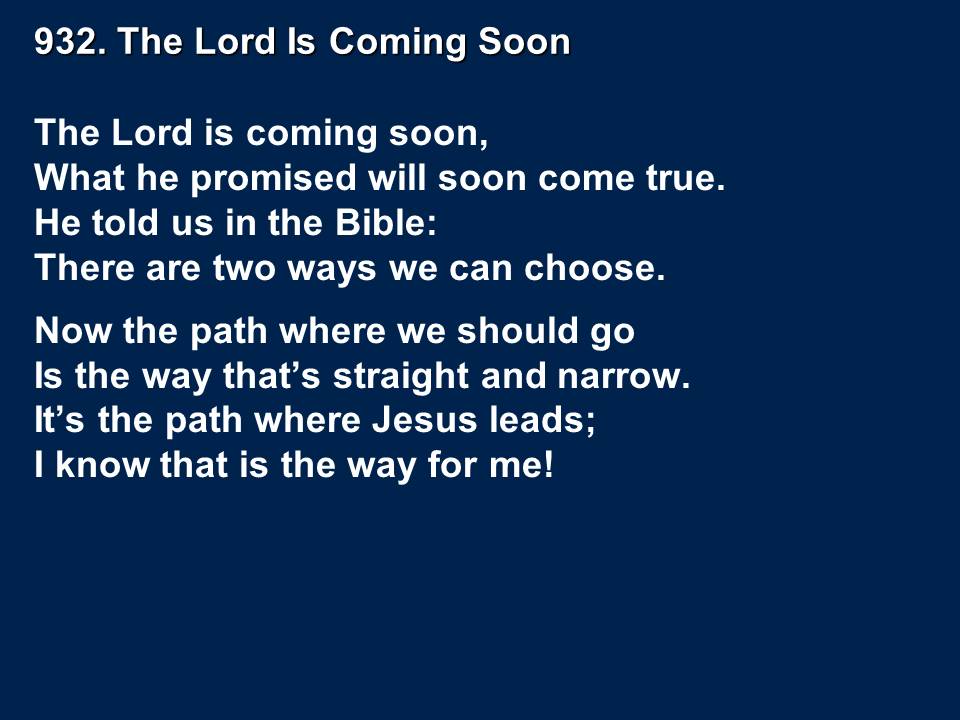 932. The Lord Is Coming Soon
The Lord is coming soon,
What he promised will soon come true.
He told us in the Bible:
There are two ways we can choose.
Now the path where we should go
Is the way that’s straight and narrow.
It’s the path where Jesus leads;
I know that is the way for me!